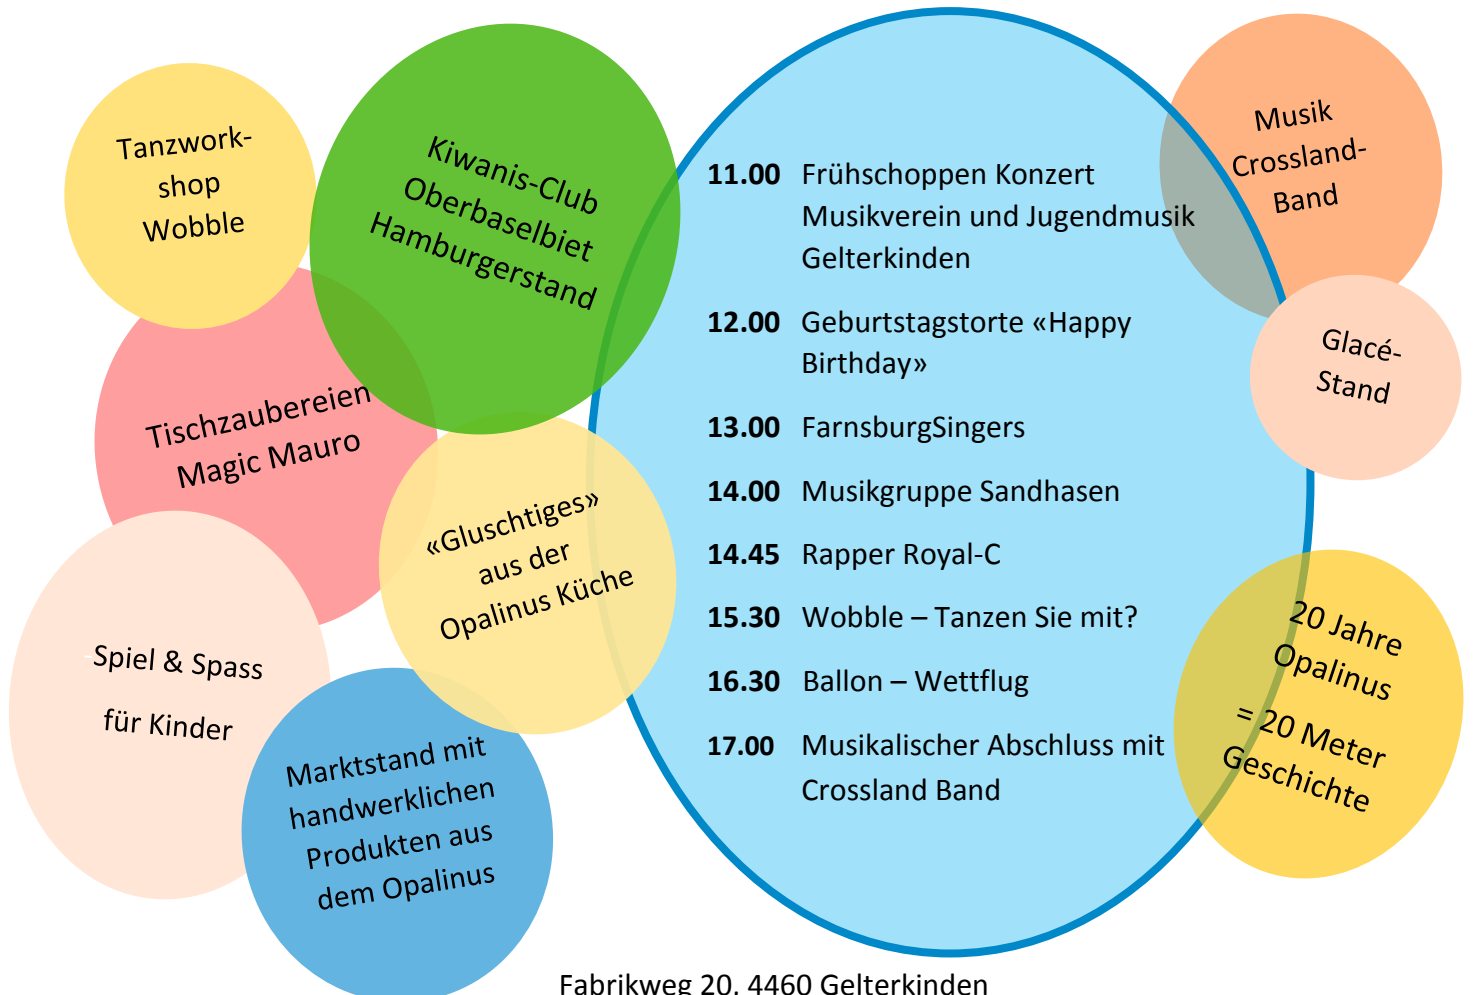 Tanzwork-
shop
Wobble
Kiwanis-Club
Oberbaselbiet
Hamburgerstand
Tischzaubereien
Magic Mauro
«Gluschtiges»
aus der
Opalinus Küche
Spiel & Spass
für Kinder
Marktstand mit
handwerklichen
Produkten aus
dem Opalinus
11.00 Frühschoppen Konzert
Musikverein und Jugendmusik
Gelterkinden
12.00 Geburtstagstorte «Happy
Birthday»
13.00 FarnsburgSingers
14.00 Musikgruppe Sandhasen
14.45 Rapper Royal-C
15.30 Wobble – Tanzen Sie mit?
16.30 Ballon – Wettflug
17.00 Musikalischer Abschluss mit
Crossland Band
Musik
Crossland-
Band
Glacé-
Stand
20 Jahre
Opalinus
= 20 Meter
Geschichte
Fabrikweg 20, 4460 Gelterkinden